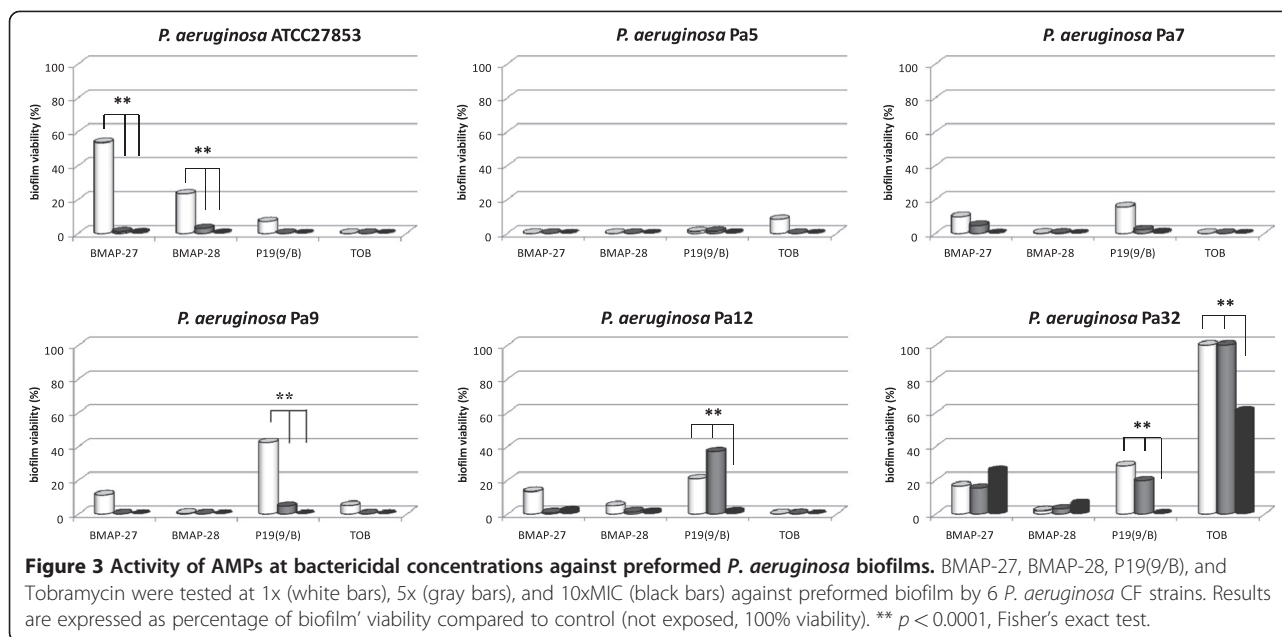 P. aeruginosa ATCC27853
biofilm viability (%)
100
80
60
40
20
0
**
**
BMAP-27 BMAP-28 P19(9/B) TOB
P. aeruginosa Pa5
biofilm viability (%)
100
80
60
40
20
0
BMAP-27 BMAP-28 P19(9/B) TOB
P. aeruginosa Pa7
biofilm viability (%)
100
80
60
40
20
0
BMAP-27 BMAP-28 P19(9/B) TOB
P. aeruginosa Pa9
biofilm viability (%)
100
80
60
40
20
0
**
BMAP-27 BMAP-28 P19(9/B) TOB
P. aeruginosa Pa12
biofilm viability (%)
100
80
60
40
20
0
**
BMAP-27 BMAP-28 P19(9/B) TOB
P. aeruginosa Pa32
biofilm viability (%)
100
80
60
40
20
0
**
**
BMAP-27 BMAP-28 P19(9/B) TOB
Figure 3 Activity of AMPs at bactericidal concentrations against preformed P. aeruginosa biofilms. BMAP-27, BMAP-28, P19(9/B), and
Tobramycin were tested at 1x (white bars), 5x (gray bars), and 10xMIC (black bars) against preformed biofilm by 6 P. aeruginosa CF strains. Results
are expressed as percentage of biofilm' viability compared to control (not exposed, 100% viability). ** p < 0.0001, Fisher's exact test.